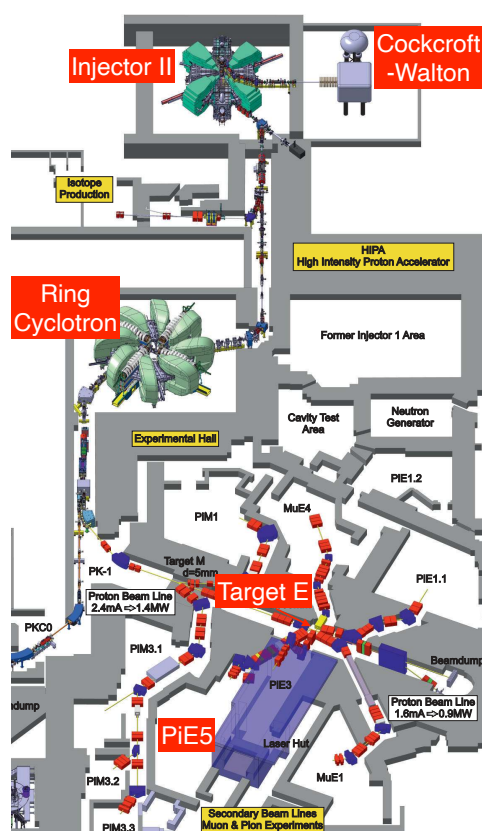 Injector II
Cockcroft
-Walton
Isotope
Production
HIPA
High Intensity Proton Accelerator
Ring
Cyclotron
Former Injector 1 Area
Cavity Test
Area
Neutron
Generator
Experimental Hall
PiE1.2
PiM1
MuE4
Target M
d=5mm
PK-1
Target E
PiE1.1
Proton Beam Line
2.4mA =>1.4MW
PKC0
PiM3.1
Beamdump
PiE3
Proton Beam Line
1.6mA =>0.9MW
dump
PiE5
Laser Hut
PiM3.2
MuE1
PiM3.3
Secondary Beam Lines
Muon & Pion Experiments